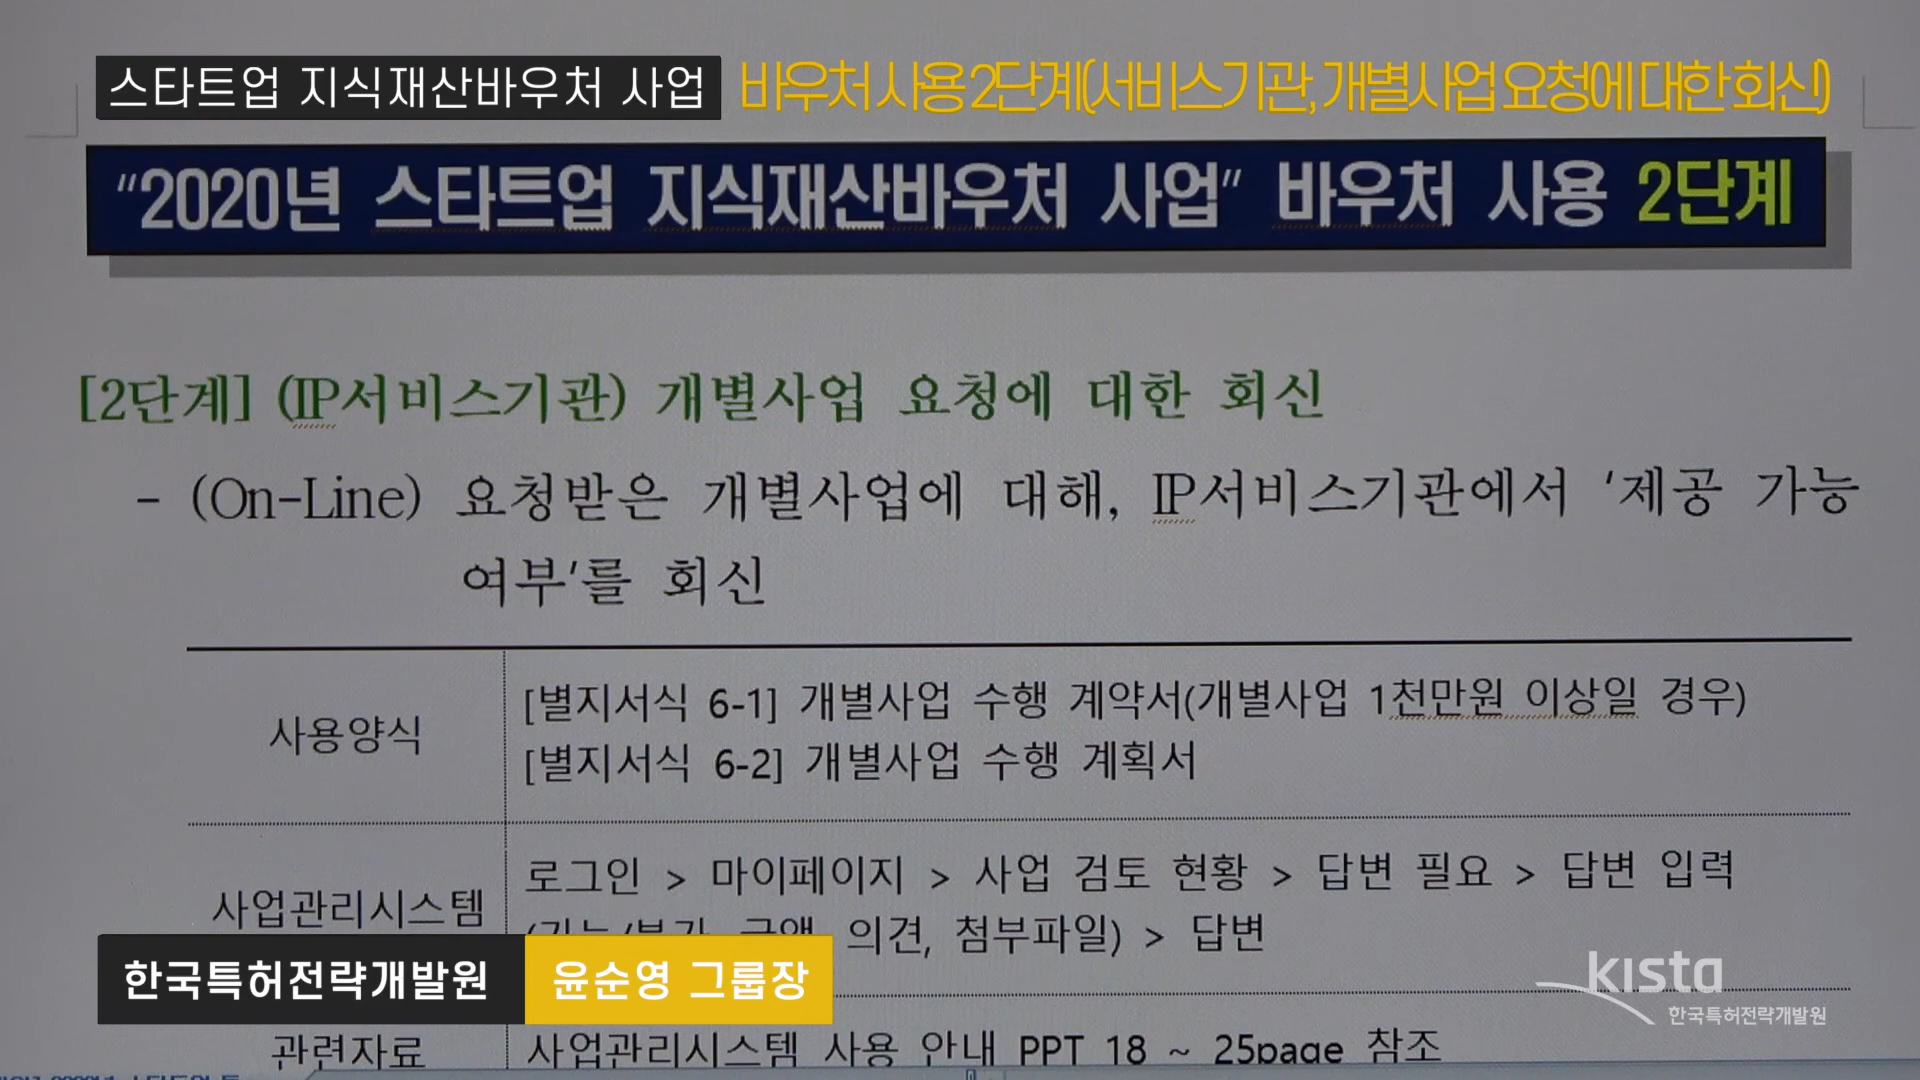 스타트업 지식재산바우처 사업 바우처 사용 2단계(서비스기관, 개별사업 요청에 대한 회신)
"2020년 스타트업 지식재산바우처 사업" 바우처 사용 2단계
[2단계] (IP서비스기관) 개별사업 요청에 대한 회신
- (On-Line) 요청받은 개별사업에 대해, IP서비스기관에서 '제공 가능
여부'를 회신
사용양식
[별지서식 6-1] 개별사업 수행 계약서(개별사업 1천만원 이상일 경우)
[별지서식 6-2] 개별사업 수행 계획서
사업관리시스템
로그인 > 마이페이지 > 사업 검토 현황 > 답변 필요 > 답변 입력
의견, 첨부파일) > 답변
한국특허전략개발원 윤순영 그룹장
kista
한국특허전략개발원
관련자료 사업관리시스템 사용 안내 PPT 18 ~ 25page 참조